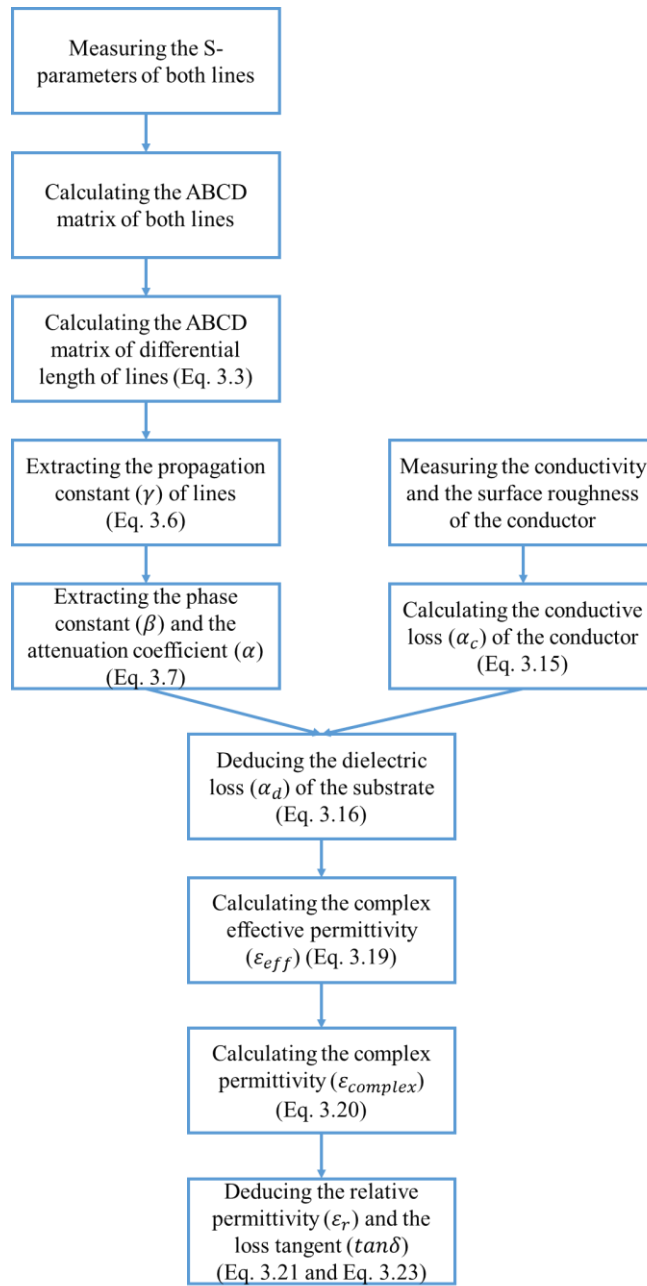 Measuring the S-
parameters of both lines
Calculating the ABCD
matrix of both lines
Calculating the ABCD
matrix of differential
length of lines (Eq. 3.3)
Extracting the propagation
constant (γ) of lines
(Eq. 3.6)
Extracting the phase
constant (β) and the
attenuation coefficient (α)
(Eq. 3.7)
Measuring the conductivity
and the surface roughness
of the conductor
Calculating the conductive
loss (α_c) of the conductor
(Eq. 3.15)
Deducing the dielectric
loss (α_d) of the substrate
(Eq. 3.16)
Calculating the complex
effective permittivity
(ε_eff) (Eq. 3.19)
Calculating the complex
permittivity (ε_complex)
(Eq. 3.20)
Deducing the relative
permittivity (ε_r) and the
loss tangent (tanδ)
(Eq. 3.21 and Eq. 3.23)